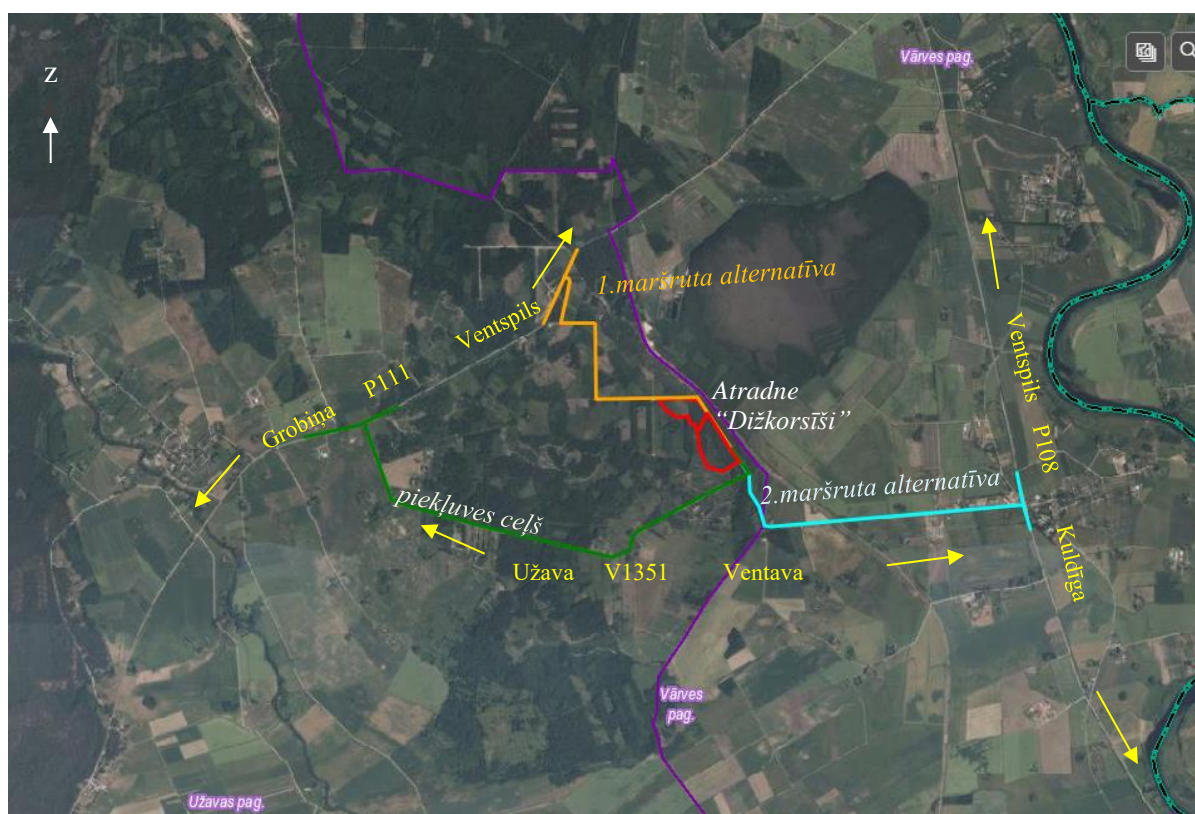 Vārves pag.
z
1.maršruta alternatīva
Ventspils
Atradne
“Dižkorsīši”
Ventspils
P111
Grobiņa
P108
2.maršruta alternatīva
piekļuves ceļš
Kuldīga
Užava
V1351
Ventava
Vārves
pag.
Užavas pag.